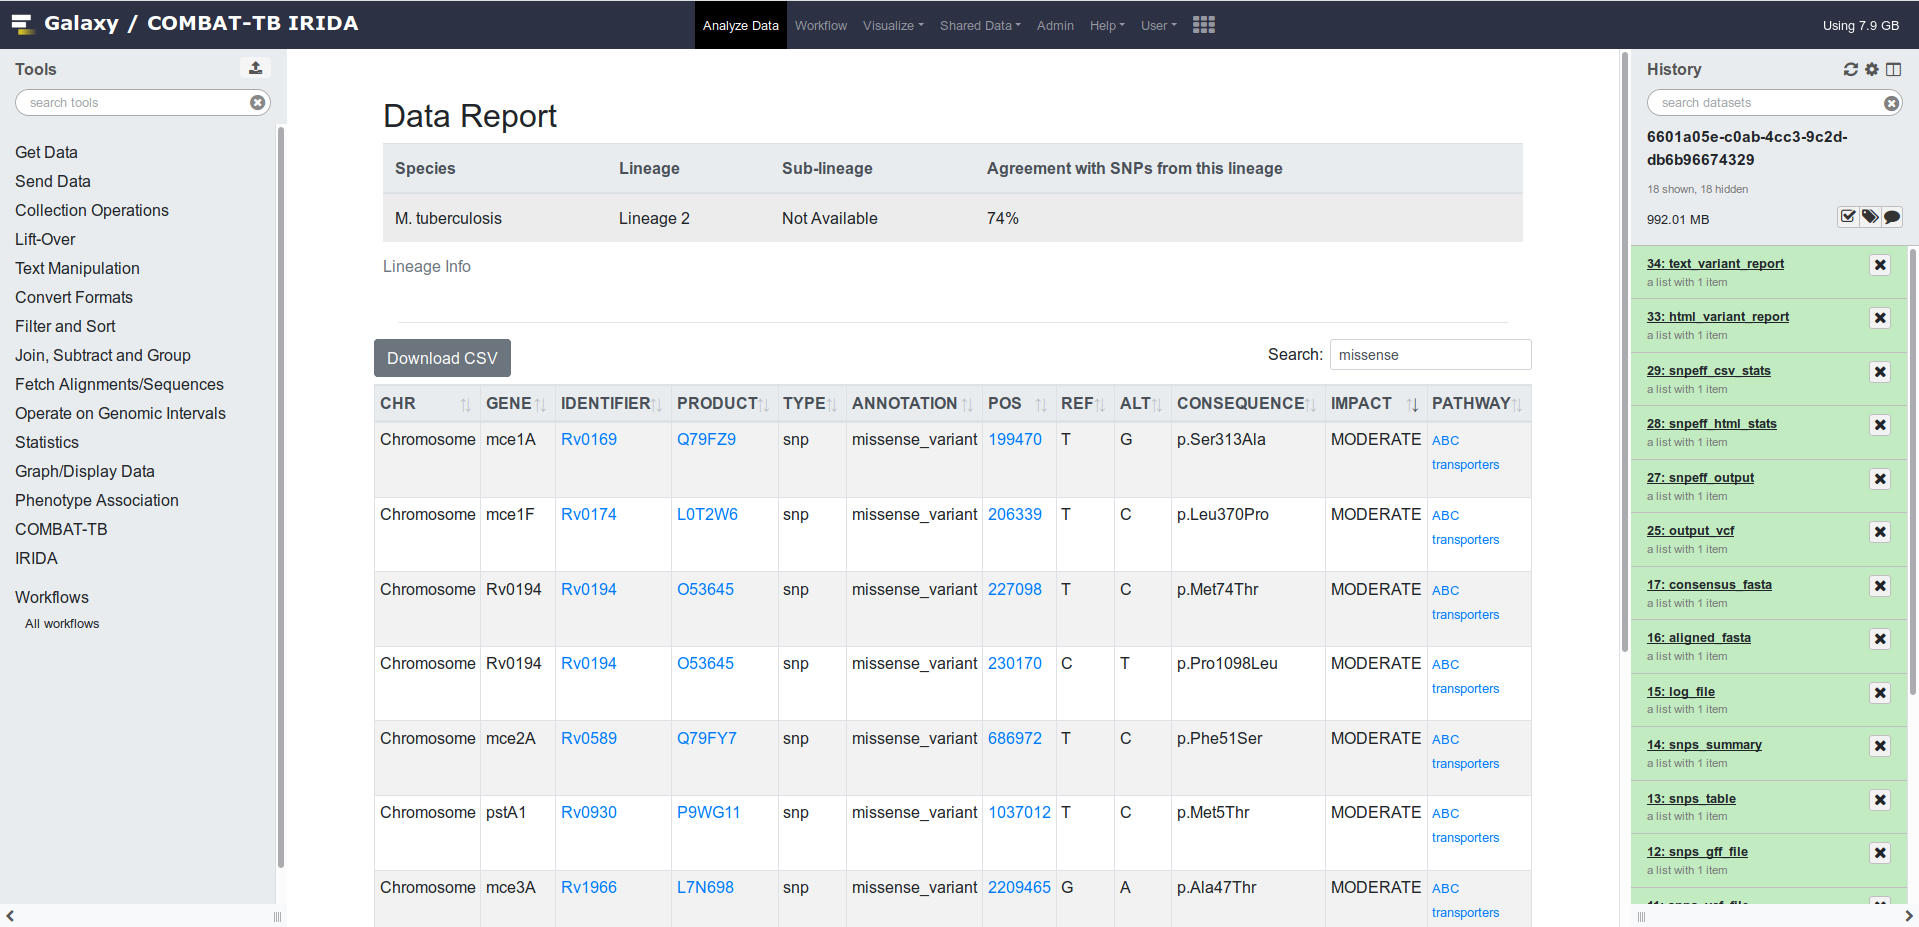 Galaxy / COMBAT-TB IRIDA
Analyze Data Workflow Visualize Shared Data Admin Help User
Using 7.9 GB
Tools
search tools
Get Data
Send Data
Collection Operations
Lift-Over
Text Manipulation
Convert Formats
Filter and Sort
Join, Subtract and Group
Fetch Alignments/Sequences
Operate on Genomic Intervals
Statistics
Graph/Display Data
Phenotype Association
COMBAT-TB
IRIDA
Workflows
All workflows
Data Report
Species Lineage Sub-lineage Agreement with SNPs from this lineage
M. tuberculosis Lineage 2 Not Available 74%
Lineage Info
Download CSV
Search: missense
CHR GENE IDENTIFIER PRODUCT TYPE ANNOTATION POS REF ALT CONSEQUENCE IMPACT PATHWAY
Chromosome mce1A Rv0169 Q79FZ9 snp missense_variant 199470 T G p.Ser313Ala MODERATE ABC
transporters
Chromosome mce1F Rv0174 L0T2W6 snp missense_variant 206339 T C p.Leu370Pro MODERATE ABC
transporters
Chromosome Rv0194 Rv0194 O53645 snp missense_variant 227098 T C p.Met74Thr MODERATE ABC
transporters
Chromosome Rv0194 Rv0194 O53645 snp missense_variant 230170 C T p.Pro1098Leu MODERATE ABC
transporters
Chromosome mce2A Rv0589 Q79FY7 snp missense_variant 686972 T C p.Phe51Ser MODERATE ABC
transporters
Chromosome pstA1 Rv0930 P9WG11 snp missense_variant 1037012 T C p.Met5Thr MODERATE ABC
transporters
Chromosome mce3A Rv1966 L7N698 snp missense_variant 2209465 G A p.Ala47Thr MODERATE ABC
transporters
History
search datasets
6601a05e-c0ab-4cc3-9c2d-
db6b96674329
18 shown, 18 hidden
992.01 MB
34: text_variant_report
a list with 1 item
33: html_variant_report
a list with 1 item
29: snpeff_csv_stats
a list with 1 item
28: snpeff_html_stats
a list with 1 item
27: snpeff_output
a list with 1 item
25: output_vcf
a list with 1 item
17: consensus_fasta
a list with 1 item
16: aligned_fasta
a list with 1 item
15: log_file
a list with 1 item
14: snps_summary
a list with 1 item
13: snps_table
a list with 1 item
12: snps_gff_file
a list with 1 item